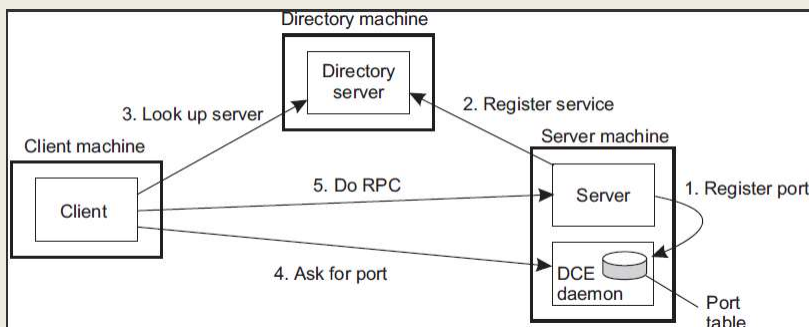 Directory machine
Directory
server
3. Look up server
2. Register service
Client machine
Server machine
5. Do RPC
Client
Server
1. Register port
4. Ask for port
DCE
daemon
Port
table